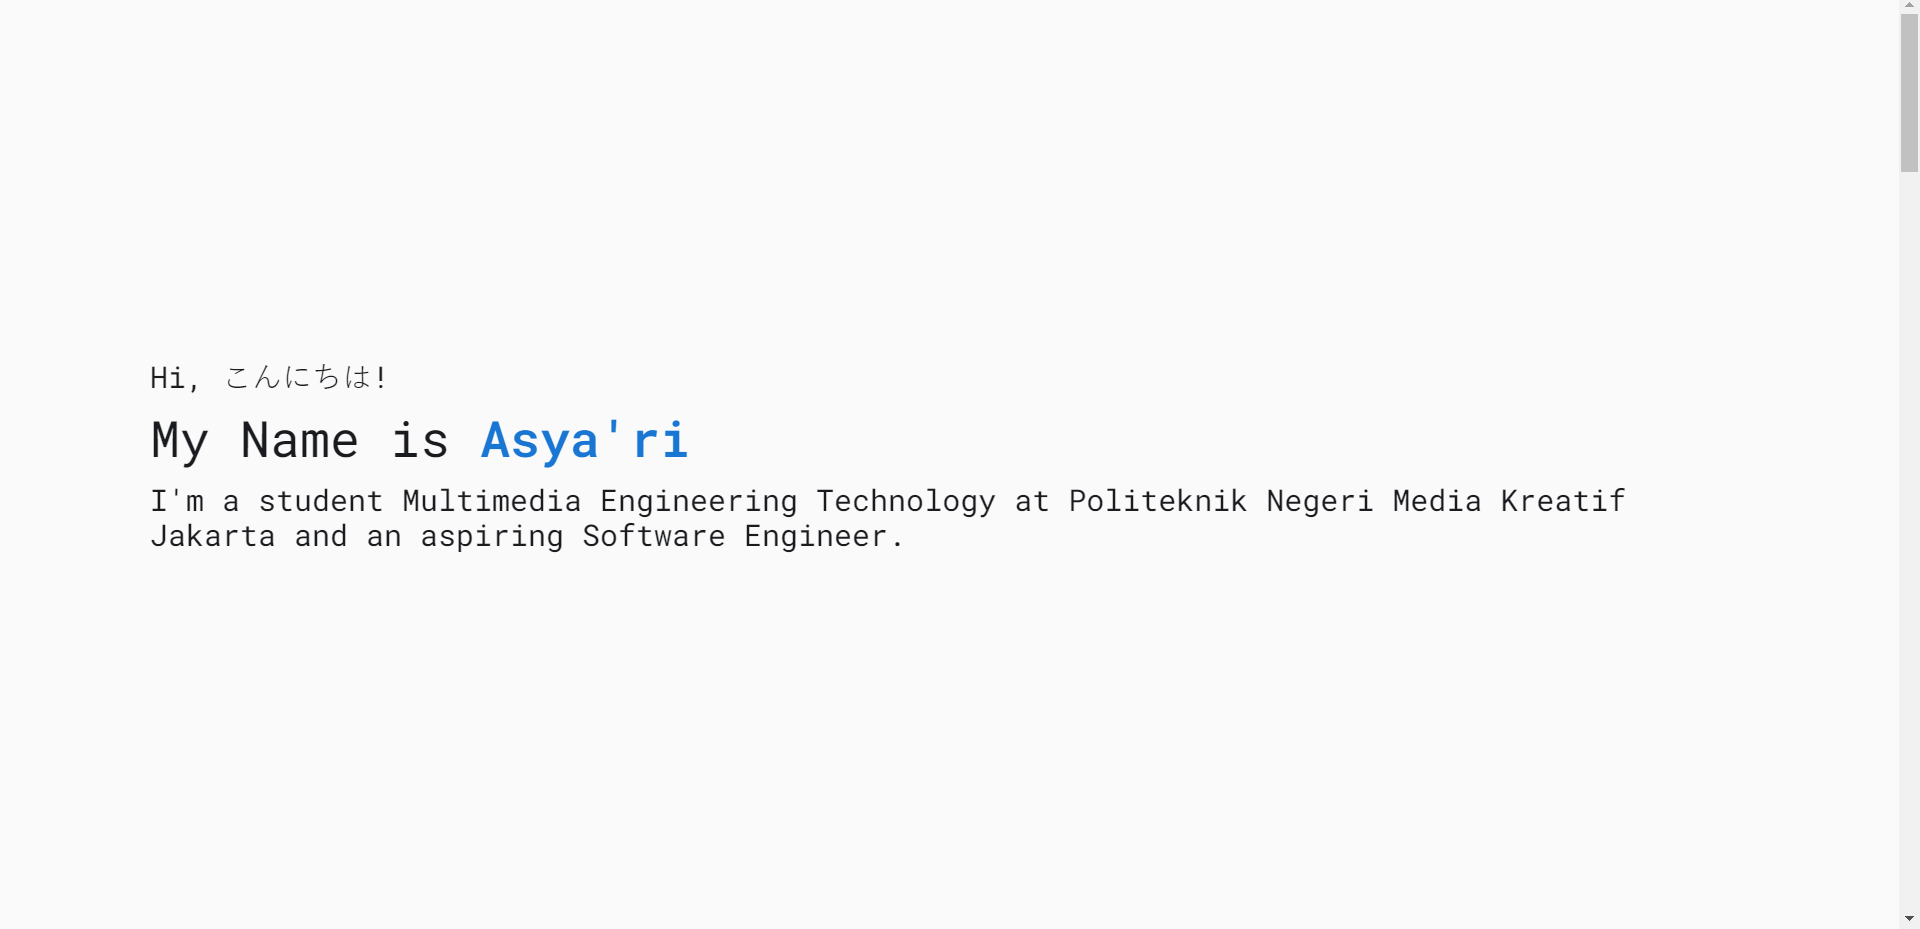 Hi, こんにちは!
My Name is Asya'ri
I'm a student Multimedia Engineering Technology at Politeknik Negeri Media Kreatif
Jakarta and an aspiring Software Engineer.